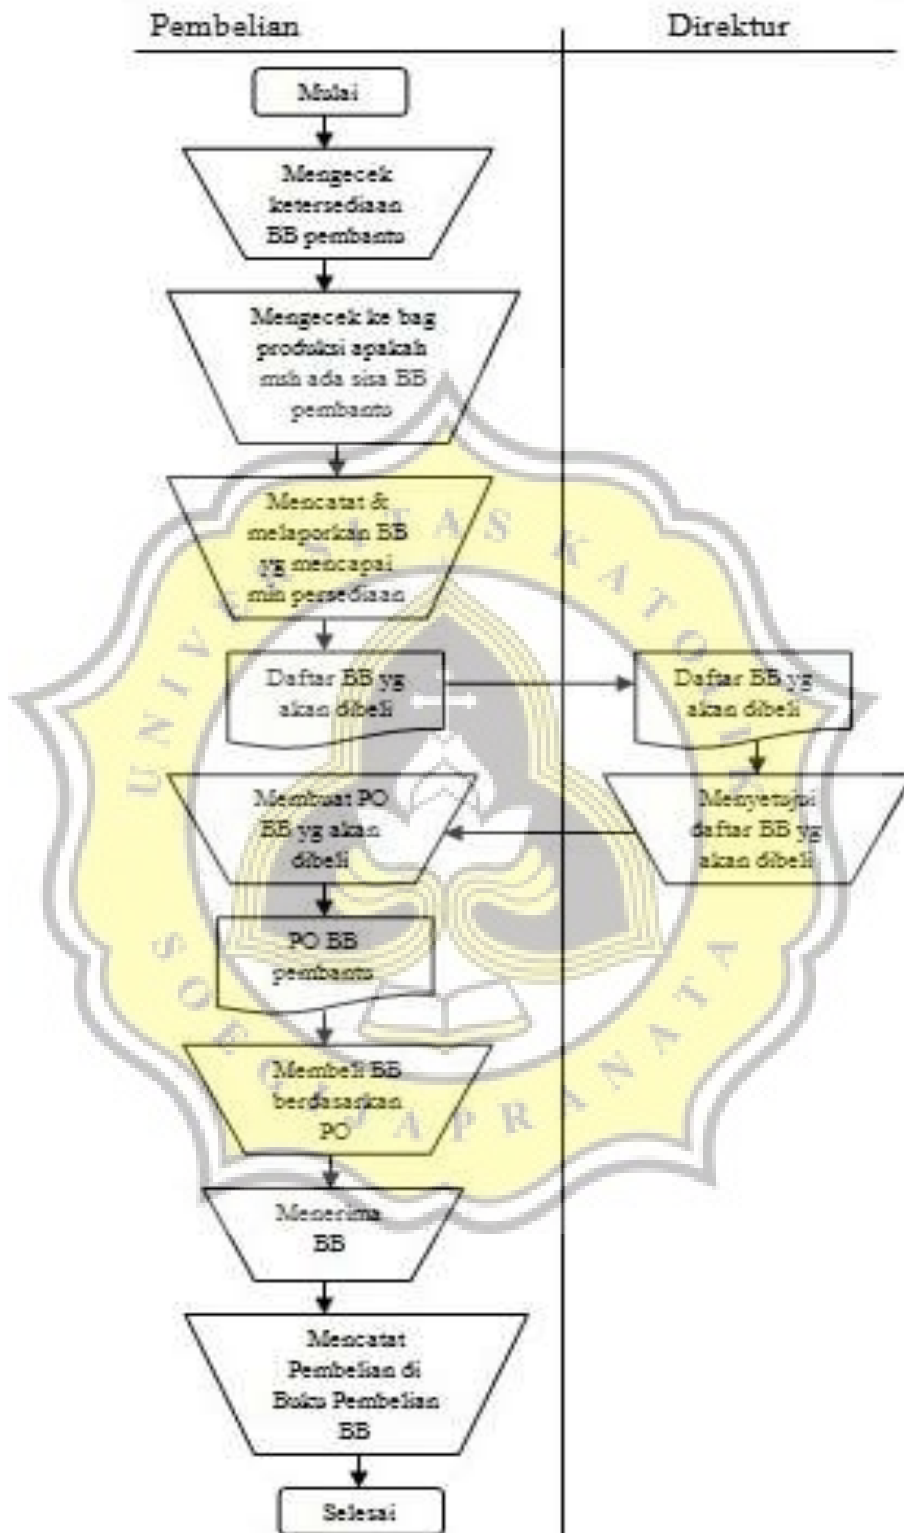 Pembelian Direktur
Mulai
Mengecek
ketersediaan
BB pembantu
Mengecek ke bag
produksi apakah
msh ada sisa BB
pembantu
Mencatat &
melaporkan BB
yg mencapai
min persediaan
Daftar BB yg
akan dibeli
Daftar BB yg
akan dibeli
Membuat PO
BB yg akan
dibeli
Menyetujui
daftar BB yg
akan dibeli
PO BB
pembantu
Membeli BB
berdasarkan
PO
Menerima
BB
Mencatat
Pembelian di
Buku Pembelian
BB
Selesai
UNIVERSITAS KATOLIK
SOEGIJAPRANATA